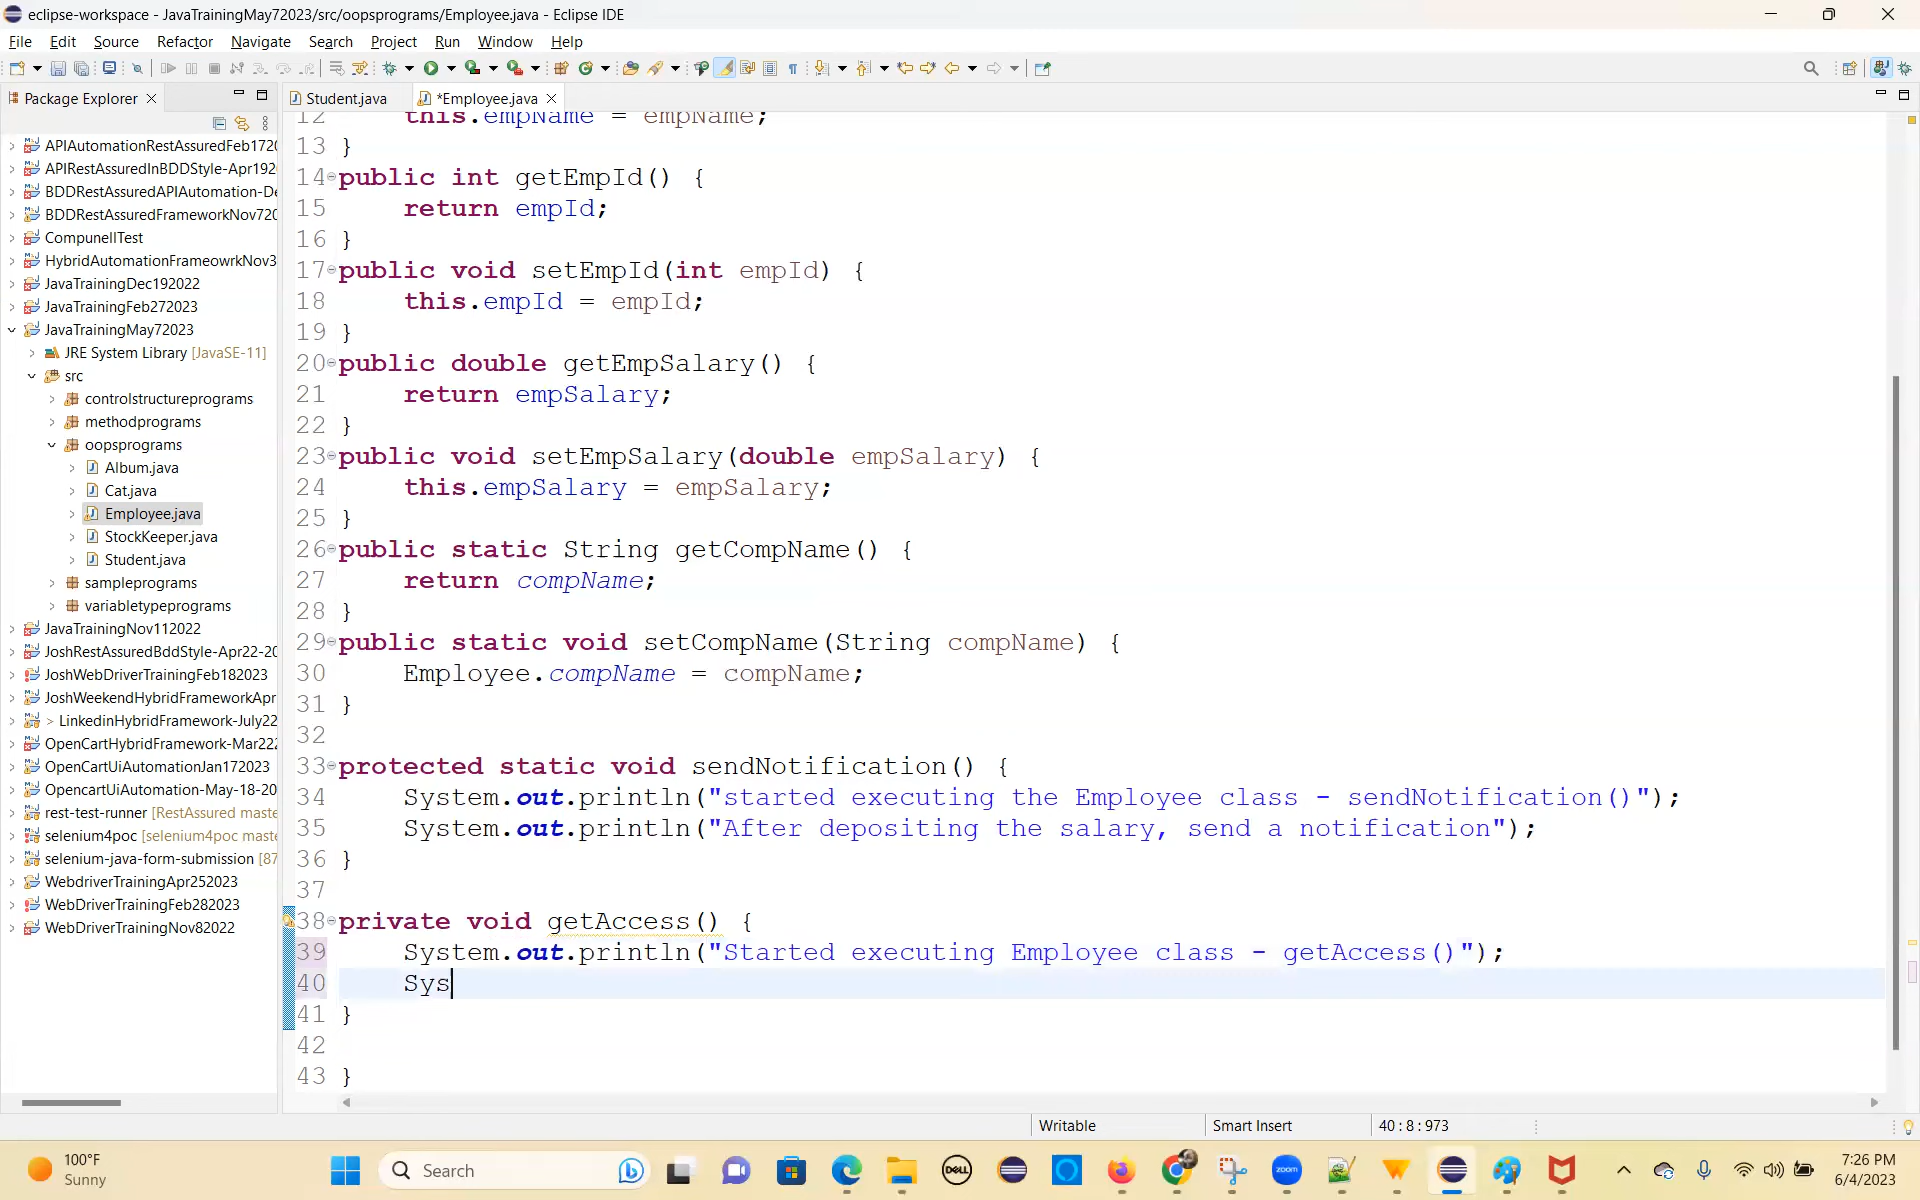 eclipse-workspace - JavaTrainingMay72023/src/oopsprograms/Employee.java - Eclipse IDE
File Edit Source Refactor Navigate Search Project Run Window Help
Package Explorer
Student.java
*Employee.java
APIAutomationRestAssuredFeb1720
APIRestAssuredInBDDStyle-Apr192
BDDRestAssuredAPIAutomation-De
BDDRestAssuredFrameworkNov720
CompunellTest
HybridAutomationFrameowrkNov3
JavaTrainingDec192022
JavaTrainingFeb272023
JavaTrainingMay72023
JRE System Library [JavaSE-11]
src
controlstructureprograms
methodprograms
oopsprograms
Album.java
Cat.java
Employee.java
StockKeeper.java
Student.java
sampleprograms
variabletypeprograms
JavaTrainingNov112022
JoshRestAssuredBddStyle-Apr22-20
JoshWebDriverTrainingFeb182023
JoshWeekendHybridFrameworkApr
> LinkedinHybridFramework-July22
OpenCartHybridFramework-Mar222
OpenCartUiAutomationJan172023
OpencartUiAutomation-May-18-20
rest-test-runner [RestAssured maste
selenium4poc [selenium4poc maste
selenium-java-form-submission [87
WebdriverTrainingApr252023
WebDriverTrainingFeb282023
WebDriverTrainingNov82022
12 this.empName = empName;
13 }
14 public int getEmpId() {
15 return empId;
16 }
17 public void setEmpId(int empId) {
18 this.empId = empId;
19 }
20 public double getEmpSalary() {
21 return empSalary;
22 }
23 public void setEmpSalary(double empSalary) {
24 this.empSalary = empSalary;
25 }
26 public static String getCompName() {
27 return compName;
28 }
29 public static void setCompName(String compName) {
30 Employee.compName = compName;
31 }
32
33 protected static void sendNotification() {
34 System.out.println("started executing the Employee class - sendNotification()");
35 System.out.println("After depositing the salary, send a notification");
36 }
37
38 private void getAccess() {
39 System.out.println("Started executing Employee class - getAccess()");
40 Sys
41 }
42
43 }
Writable Smart Insert 40 : 8 : 973
100°F
Sunny
Search
DELL
zoom
7:26 PM
6/4/2023